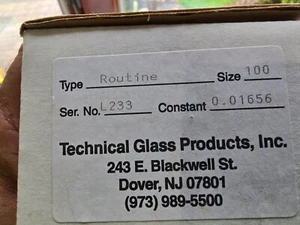 Type Routine Size 100
Ser. No. L233 Constant 0.01656
Technical Glass Products, Inc.
243 E. Blackwell St.
Dover, NJ 07801
(973) 989-5500